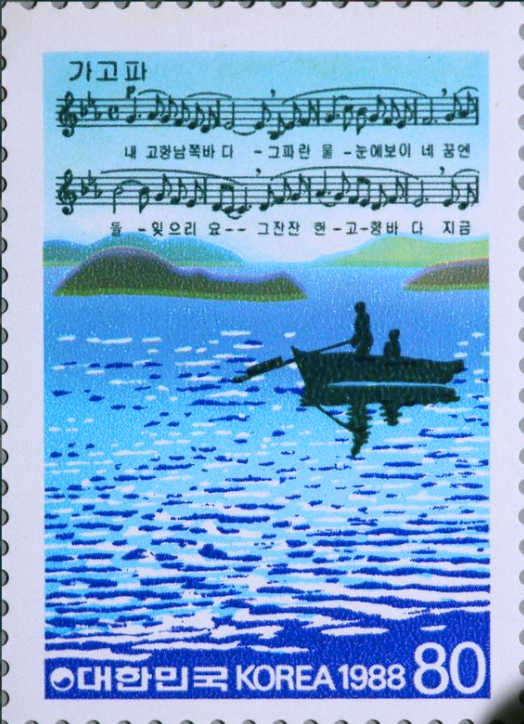 가고파
P
내 고향남쪽바 다 -그파란 물 -눈에보이 네 꿈엔
들 -잊으리 요-- 그잔잔 현-고-향바 다 지금
대한민국 KOREA 1988 80